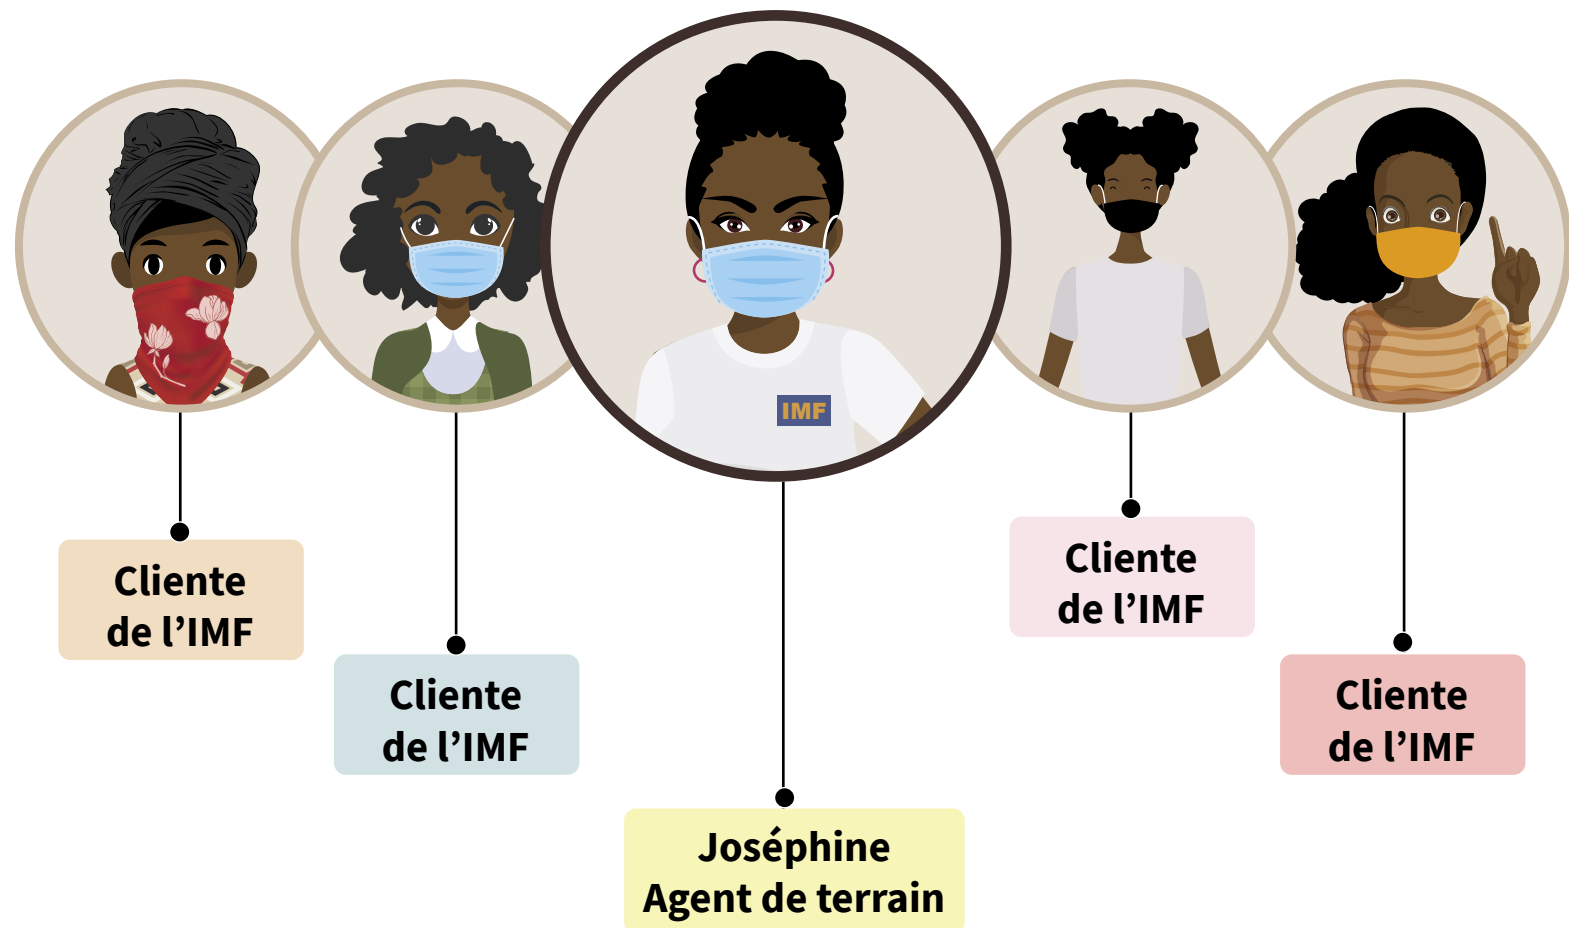 IMF
Cliente
de l’IMF
Cliente
de l’IMF
Joséphine
Agent de terrain
Cliente
de l’IMF
Cliente
de l’IMF